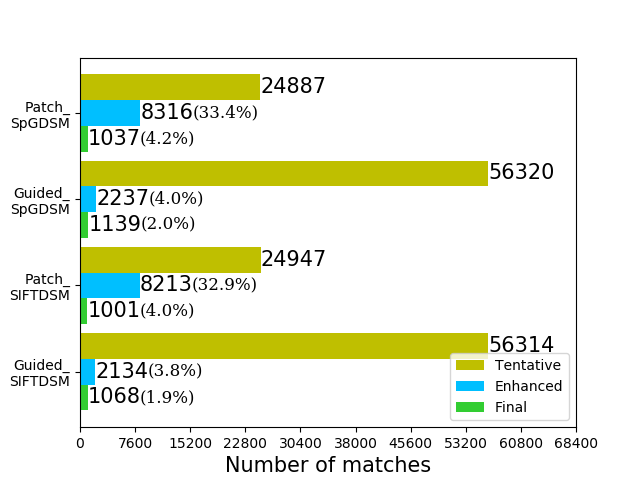 24887
Patch_
SpGDSM
8316(33.4%)
1037(4.2%)
56320
Guided_
SpGDSM
2237(4.0%)
1139(2.0%)
24947
Patch_
SIFTDSM
8213(32.9%)
1001(4.0%)
56314
Guided_
SIFTDSM
2134(3.8%)
1068(1.9%)
Tentative
Enhanced
Final
0 7600 15200 22800 30400 38000 45600 53200 60800 68400
Number of matches